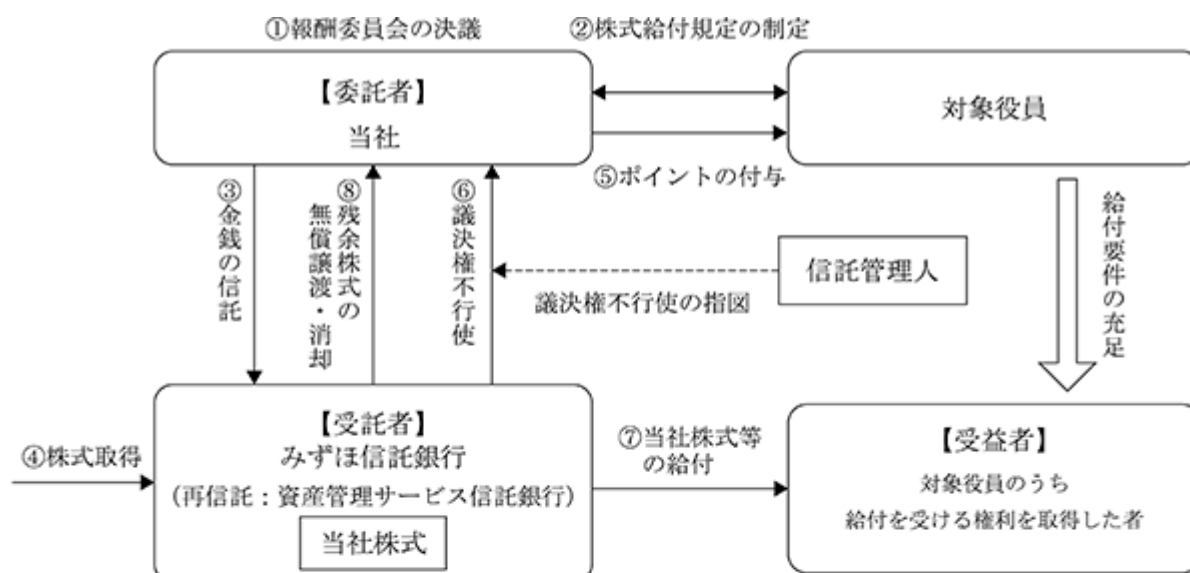 ①報酬委員会の決議
②株式給付規定の制定
【委託者】
当社
対象役員
⑤ポイントの付与
③金銭の信託
⑧残余株式の
無償譲渡・消却
⑥議決権不行使
信託管理人
議決権不行使の指図
給付要件の充足
④株式取得
【受託者】
みずほ信託銀行
(再信託：資産管理サービス信託銀行)
当社株式
⑦当社株式等
の給付
【受益者】
対象役員のうち
給付を受ける権利を取得した者